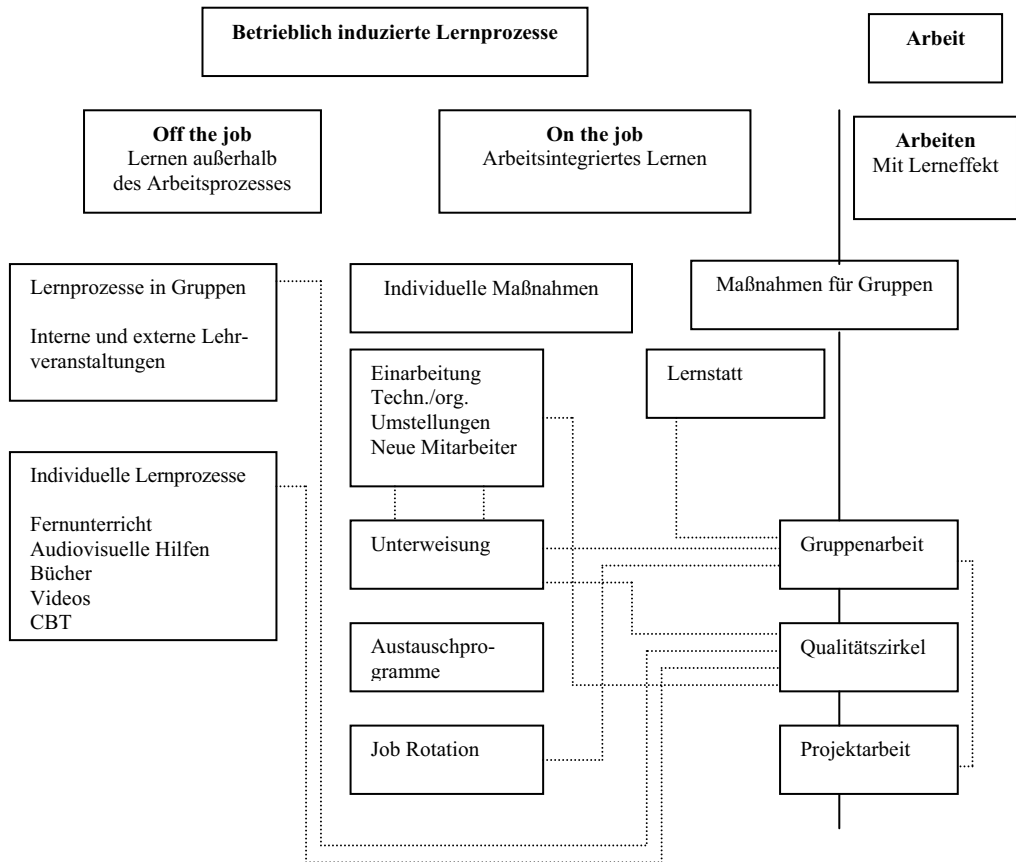 Betrieblich induzierte Lernprozesse
Arbeit
Off the job
Lernen außerhalb
des Arbeitsprozesses
On the job
Arbeitsintegriertes Lernen
Arbeiten
Mit Lerneffekt
Lernprozesse in Gruppen
Interne und externe Lehr-
veranstaltungen
Individuelle Maßnahmen
Maßnahmen für Gruppen
Einarbeitung
Techn./org.
Umstellungen
Neue Mitarbeiter
Lernstatt
Individuelle Lernprozesse
Fernunterricht
Audiovisuelle Hilfen
Bücher
Videos
CBT
Unterweisung
Gruppenarbeit
Austauschpro-
gramme
Qualitätszirkel
Job Rotation
Projektarbeit